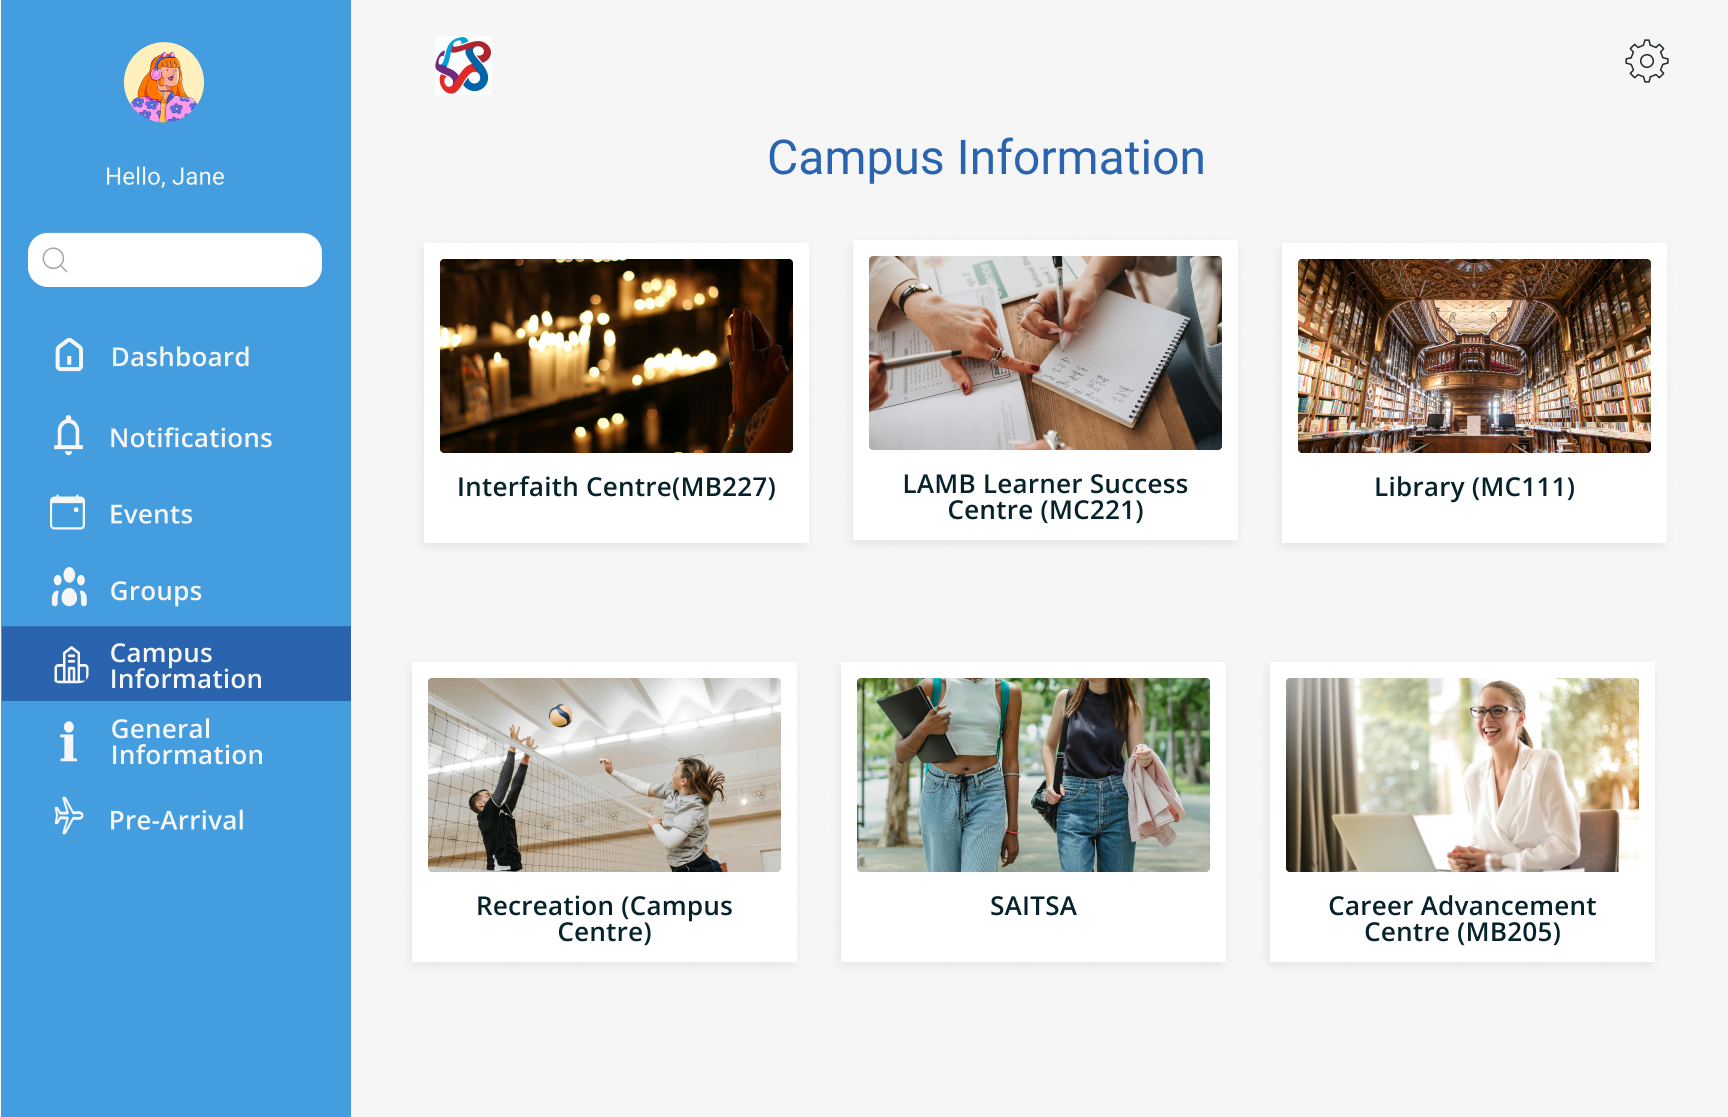 Hello, Jane
Dashboard
Notifications
Events
Groups
Campus
Information
General
Information
Pre-Arrival
Campus Information
Interfaith Centre(MB227)
LAMB Learner Success
Centre (MC221)
Library (MC111)
Recreation (Campus
Centre)
SAITSA
Career Advancement
Centre (MB205)